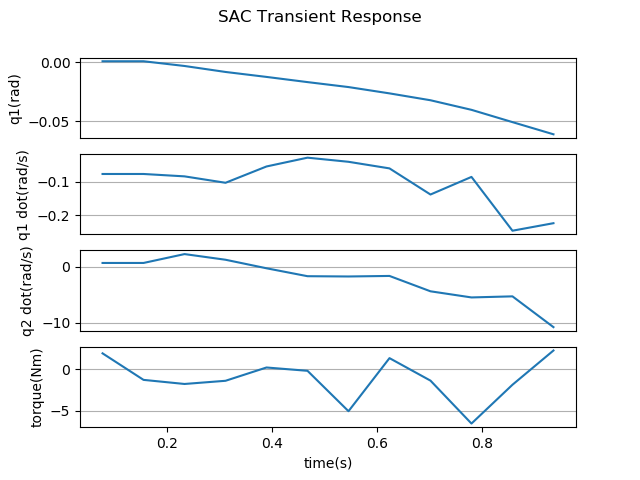 SAC Transient Response
q1(rad)
0.00
−0.05
q1 dot(rad/s)
−0.1
−0.2
q2 dot(rad/s)
0
−10
torque(Nm)
0
−5
0.2 0.4 0.6 0.8
time(s)